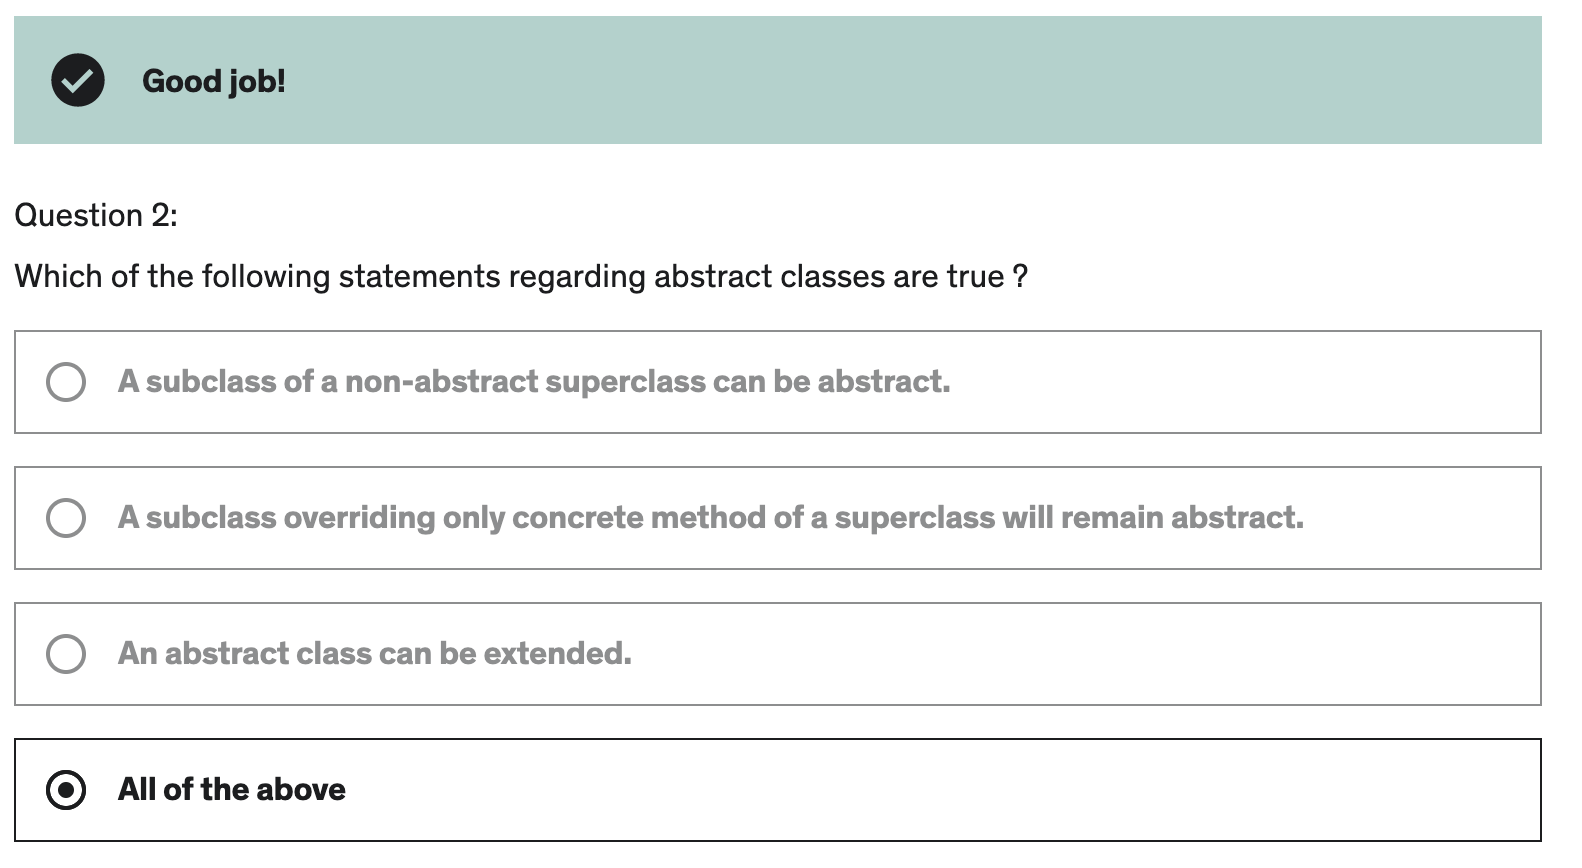 Good job!
Question 2:
Which of the following statements regarding abstract classes are true ?
A subclass of a non-abstract superclass can be abstract.
A subclass overriding only concrete method of a superclass will remain abstract.
An abstract class can be extended.
All of the above